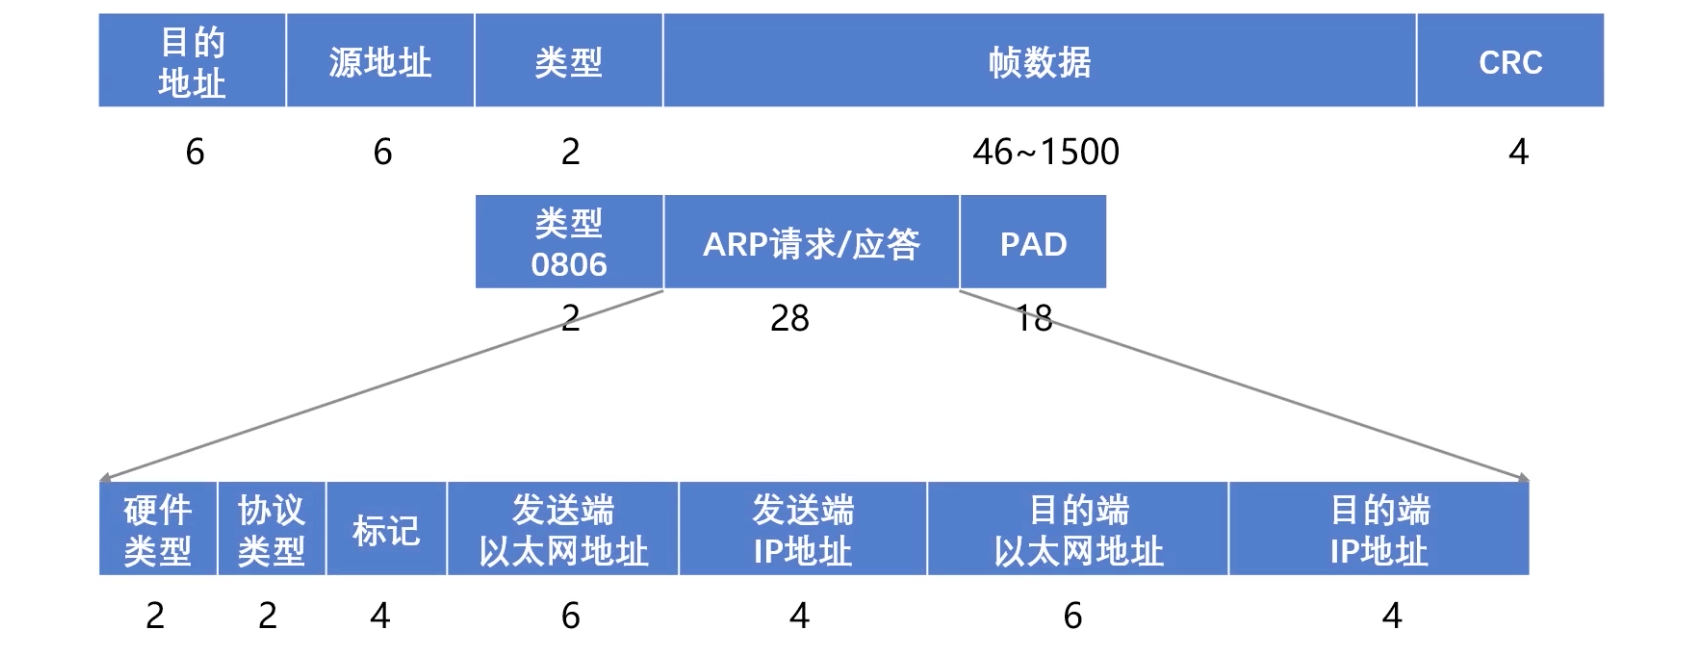 目的
地址
源地址
类型
帧数据
CRC
6
6
2
46~1500
4
类型
0806
ARP请求/应答
PAD
2
28
18
硬件
类型
协议
类型
标记
发送端
以太网地址
发送端
IP地址
目的端
以太网地址
目的端
IP地址
2
2
4
6
4
6
4